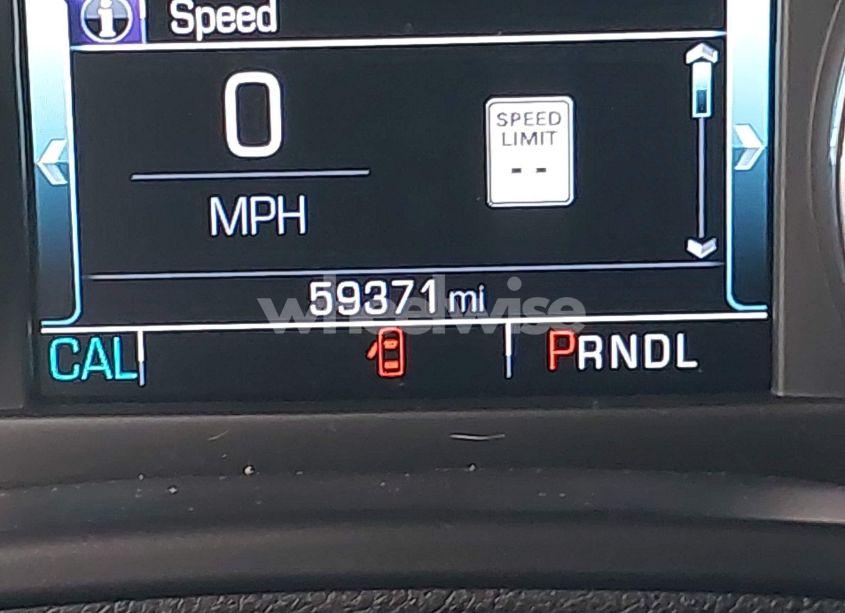 Speed
0
MPH
SPEED
LIMIT
--
59371 mi
wheelwise
CAL
PRNDL